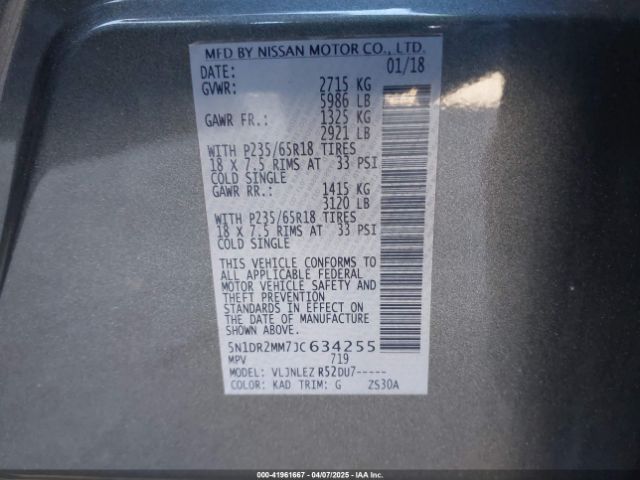 MFD BY NISSAN MOTOR CO., LTD.
DATE: 01/18
GVWR: 2715 KG
5986 LB
GAWR FR.: 1325 KG
2921 LB
WITH P235/65R18 TIRES
18 X 7.5 RIMS AT 33 PSI
COLD SINGLE
GAWR RR.: 1415 KG
3120 LB
WITH P235/65R18 TIRES
18 X 7.5 RIMS AT 33 PSI
COLD SINGLE
THIS VEHICLE CONFORMS TO
ALL APPLICABLE FEDERAL
MOTOR VEHICLE SAFETY AND
THEFT PREVENTION
STANDARDS IN EFFECT ON
THE DATE OF MANUFACTURE
SHOWN ABOVE.
5N1DR2MM7JC634255
MPV 719
MODEL: VLJNLEZ R52DU7-----
COLOR: KAD TRIM: G ZS30A
000-41961667 - 04/07/2025 - IAAI.COM